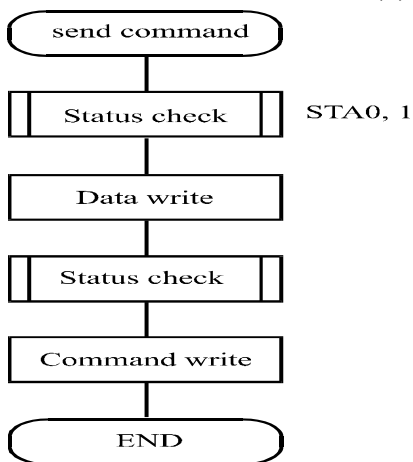 send command
Status check
STA0, 1
Data write
Status check
Command write
END